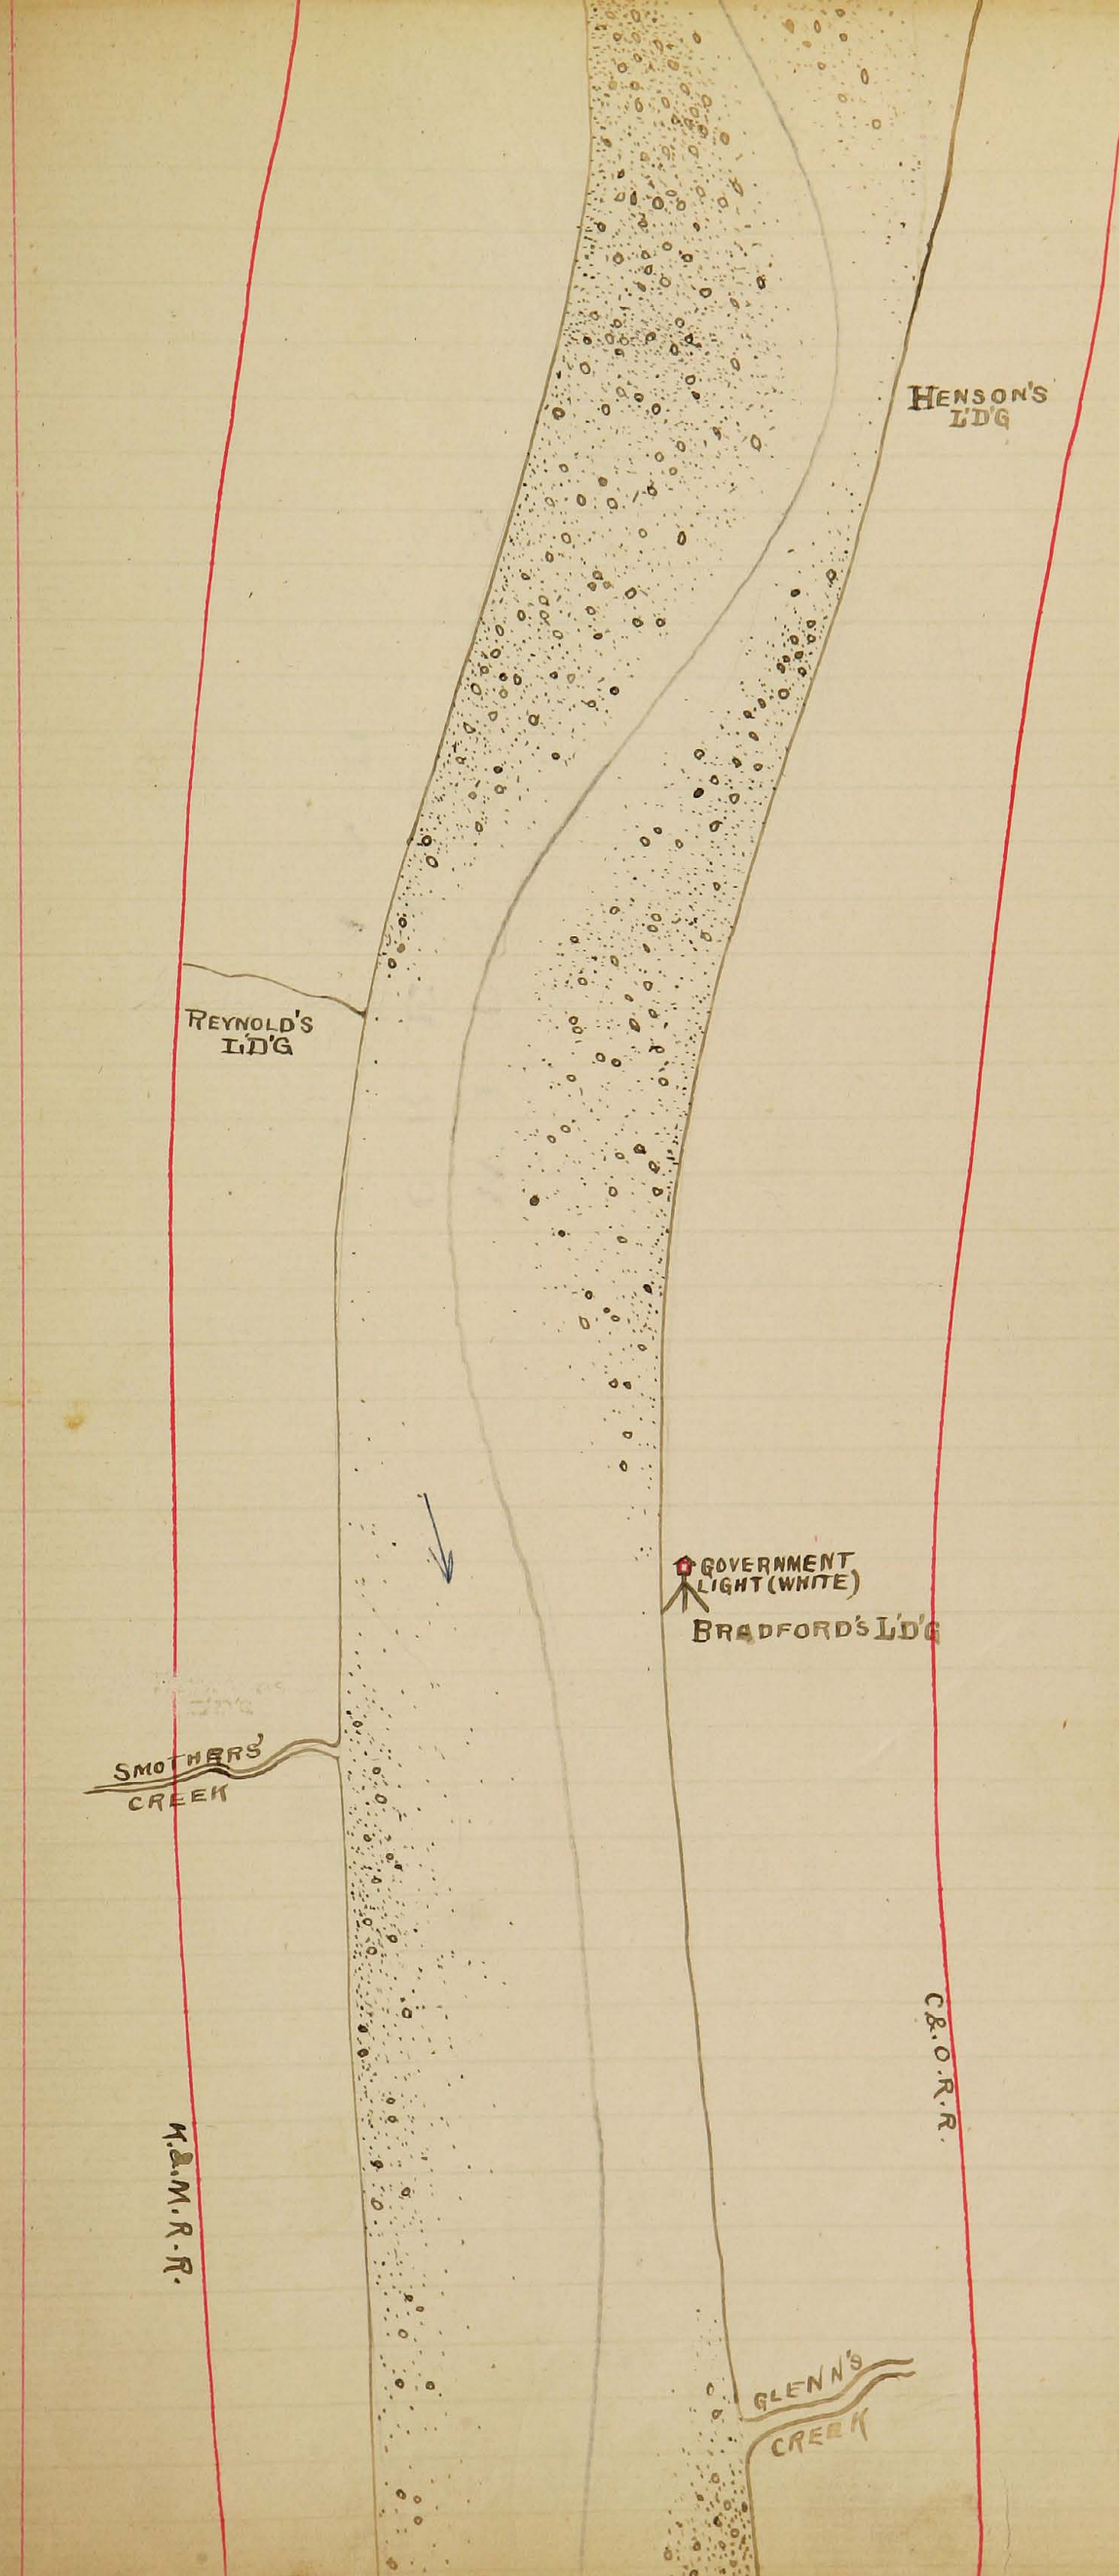 HENSON'S
L'D'G
REYNOLD'S
L'D'G
GOVERNMENT
LIGHT (WHITE)
BRADFORD'S L'D'G
SMOTHERS'
CREEK
C.&.O.R.R.
K.&.M.R.R.
GLENN'S
CREEK